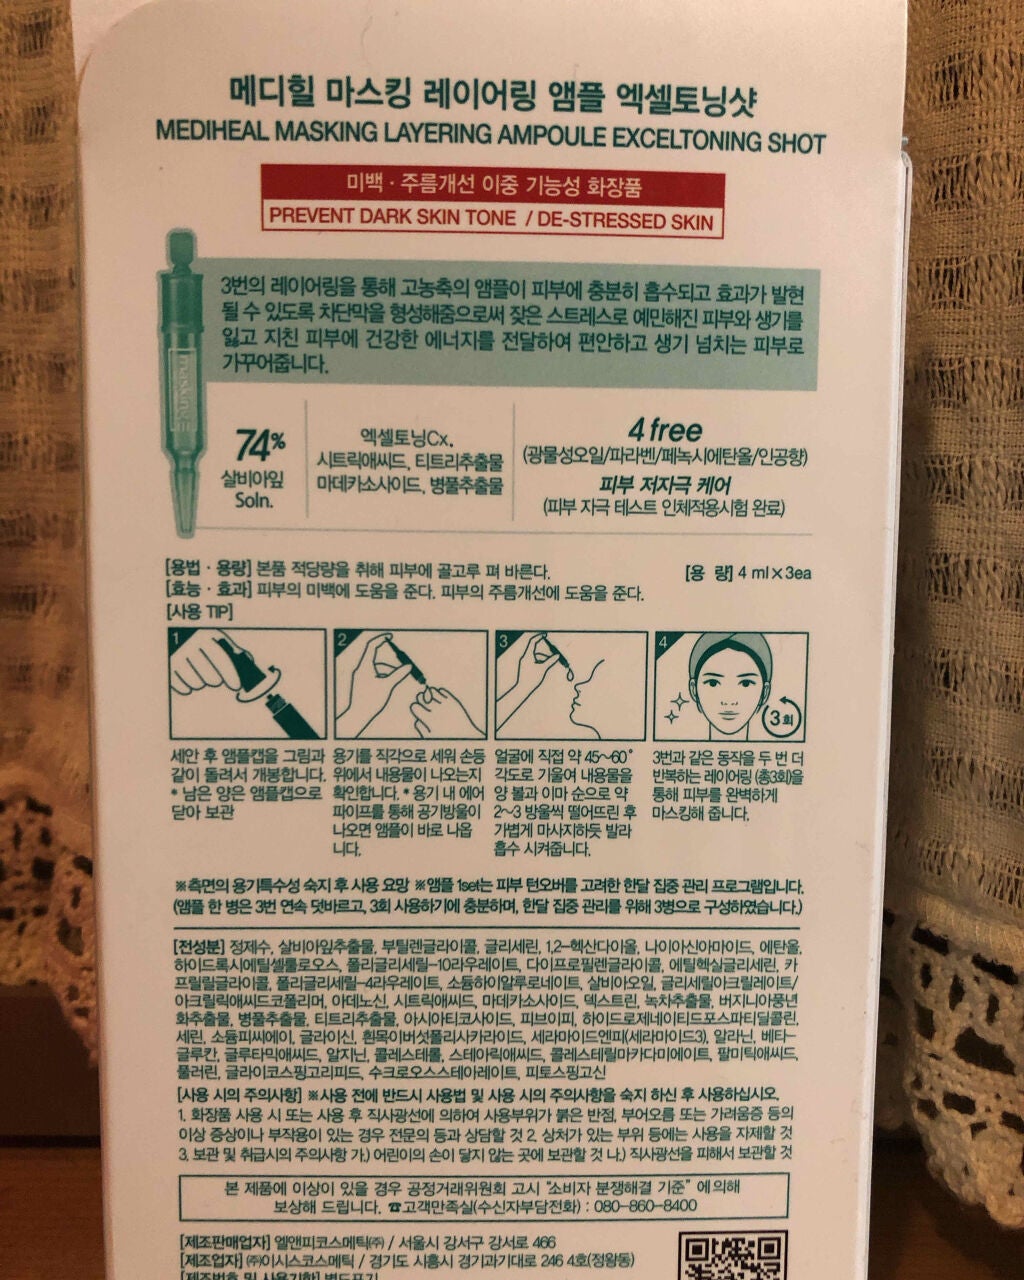 메디힐 마스킹 레이어링 앰플 엑셀토닝샷
MEDIHEAL MASKING LAYERING AMPOULE EXCELTONING SHOT
미백 · 주름개선 이중 기능성 화장품
PREVENT DARK SKIN TONE / DE-STRESSED SKIN
3번의 레이어링을 통해 고농축의 앰플이 피부에 충분히 흡수되고 효과가 발현
될 수 있도록 차단막을 형성해줌으로써 잦은 스트레스로 예민해진 피부와 생기를
잃고 지친 피부에 건강한 에너지를 전달하여 편안하고 생기 넘치는 피부로
가꾸어줍니다.
74%
살비아잎
Soln.
엑셀토닝Cx.
시트릭애씨드, 티트리추출물
마데카소사이드, 병풀추출물
4 free
(광물성오일/파라벤/페녹시에탄올/인공향)
피부 저자극 케어
(피부 자극 테스트 인체적용시험 완료)
[용법 · 용량] 본품 적당량을 취해 피부에 골고루 펴 바른다.
[용 량] 4 ml×3ea
[효능 · 효과] 피부의 미백에 도움을 준다. 피부의 주름개선에 도움을 준다.
[사용 TIP]
1
2
3
4
3회
세안 후 앰플캡을 그림과
같이 돌려서 개봉합니다.
* 남은 양은 앰플캡으로
닫아 보관
용기를 직각으로 세워 손등
위에서 내용물이 나오는지
확인합니다. * 용기 내 에어
파이프를 통해 공기방울이
나오면 앰플이 바로 나옵
니다.
얼굴에 직접 약 45~60°
각도로 기울여 내용물을
양 볼과 이마 순으로 약
2~3 방울씩 떨어뜨린 후
가볍게 마사지하듯 발라
흡수 시켜줍니다.
3번과 같은 동작을 두 번 더
반복하는 레이어링 (총3회)을
통해 피부를 완벽하게
마스킹해 줍니다.
※측면의 용기특수성 숙지 후 사용 요망 ※앰플 1set는 피부 턴오버를 고려한 한달 집중 관리 프로그램입니다.
(앰플 한 병은 3번 연속 덧바르고, 3회 사용하기에 충분하며, 한달 집중 관리를 위해 3병으로 구성하였습니다.)
[전성분] 정제수, 살비아잎추출물, 부틸렌글라이콜, 글리세린, 1,2-헥산다이올, 나이아신아마이드, 에탄올,
하이드록시에틸셀룰로오스, 폴리글리세릴-10라우레이트, 다이프로필렌글라이콜, 에틸헥실글리세린, 카
프릴릴글라이콜, 폴리글리세릴-4라우레이트, 소듐하이알루로네이트, 살비아오일, 글리세릴아크릴레이트/
아크릴릭애씨드코폴리머, 아데노신, 시트릭애씨드, 마데카소사이드, 덱스트린, 녹차추출물, 버지니아풍년
화추출물, 병풀추출물, 티트리추출물, 아시아티코사이드, 피브이피, 하이드로제네이티드포스파티딜콜린,
세린, 소듐피씨에이, 글라이신, 흰목이버섯폴리사카라이드, 세라마이드엔피(세라마이드3), 알라닌, 베타-
글루칸, 글루타믹애씨드, 알지닌, 콜레스테롤, 스테아릭애씨드, 콜레스테릴마카다미에이트, 팔미틱애씨드,
풀러린, 글라이코스핑고리피드, 수크로오스스테아레이트, 피토스핑고신
[사용 시의 주의사항] ※사용 전에 반드시 사용법 및 사용 시의 주의사항을 숙지 하신 후 사용하십시오.
1. 화장품 사용 시 또는 사용 후 직사광선에 의하여 사용부위가 붉은 반점, 부어오름 또는 가려움증 등의
이상 증상이나 부작용이 있는 경우 전문의 등과 상담할 것 2. 상처가 있는 부위 등에는 사용을 자제할 것
3. 보관 및 취급시의 주의사항 가.) 어린이의 손이 닿지 않는 곳에 보관할 것 나.) 직사광선을 피해서 보관할 것
본 제품에 이상이 있을 경우 공정거래위원회 고시 "소비자 분쟁해결 기준" 에 의해
보상해 드립니다. ☎고객만족실(수신자부담전화) : 080-860-8400
[제조판매업자] 엘앤피코스메틱㈜ / 서울시 강서구 강서로 466
[제조업자] ㈜이시스코스메틱 / 경기도 시흥시 경기과기대로 246 4호(정왕동)
[제조번호 및 사용기한] 별도표기